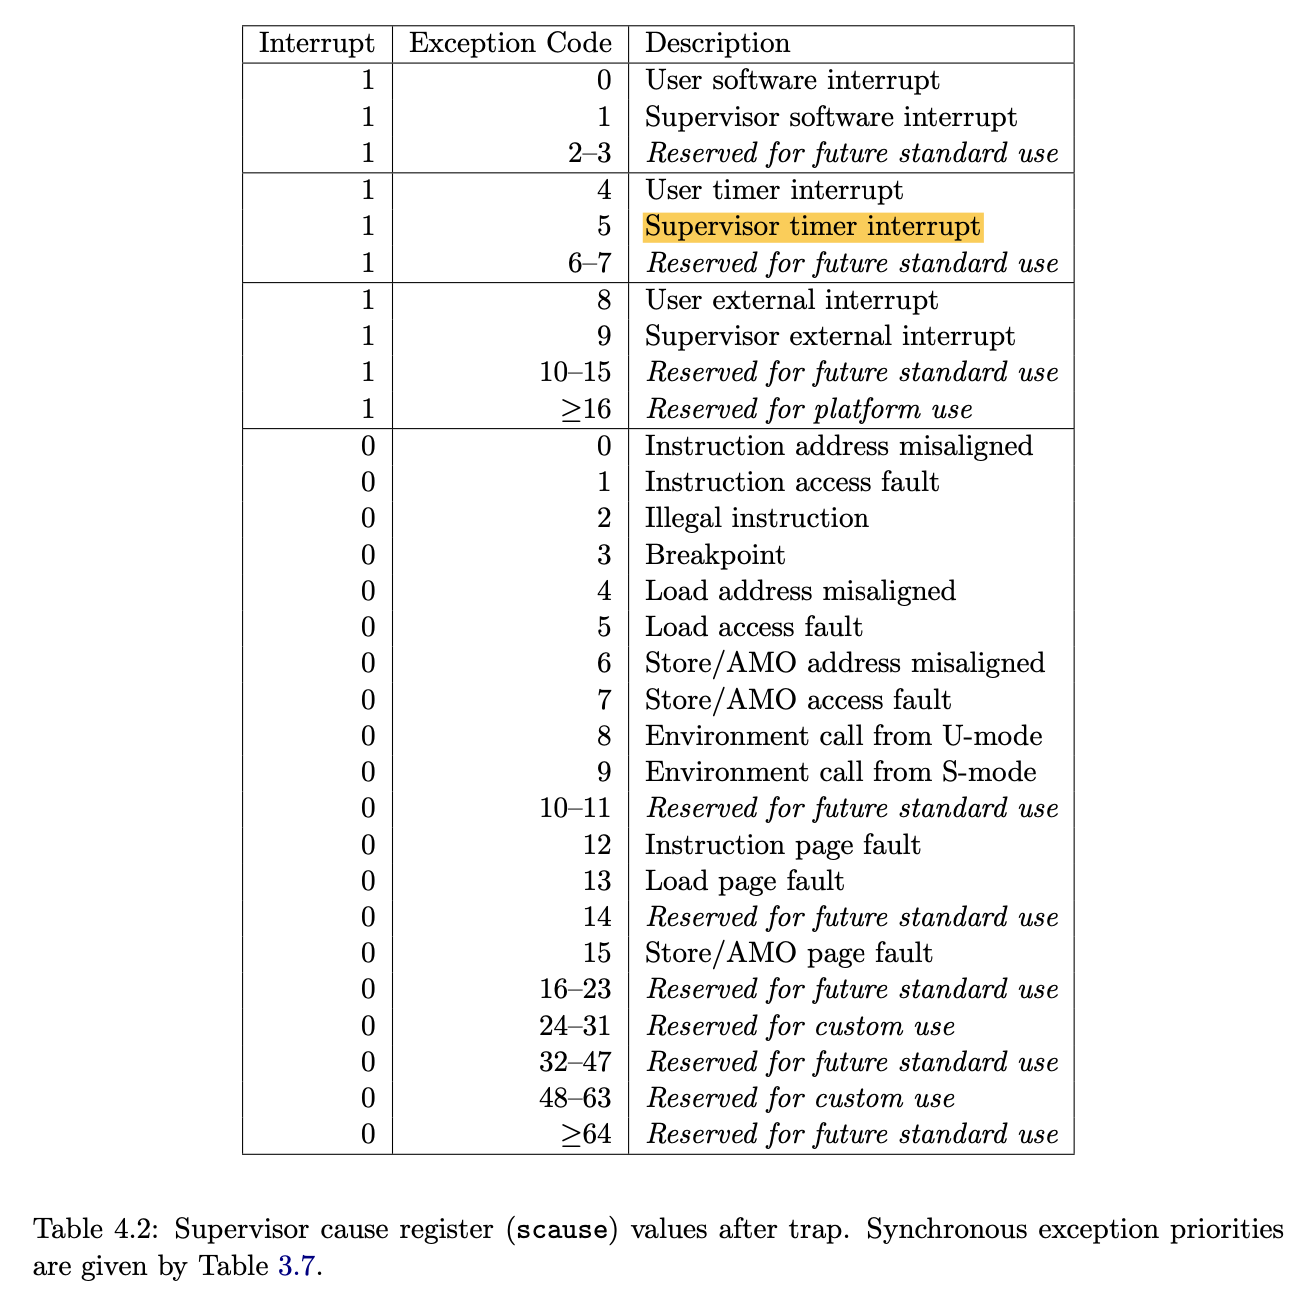 Interrupt Exception Code Description
1 0 User software interrupt
1 1 Supervisor software interrupt
1 2–3 Reserved for future standard use
1 4 User timer interrupt
1 5 Supervisor timer interrupt
1 6–7 Reserved for future standard use
1 8 User external interrupt
1 9 Supervisor external interrupt
1 10–15 Reserved for future standard use
1 ≥16 Reserved for platform use
0 0 Instruction address misaligned
0 1 Instruction access fault
0 2 Illegal instruction
0 3 Breakpoint
0 4 Load address misaligned
0 5 Load access fault
0 6 Store/AMO address misaligned
0 7 Store/AMO access fault
0 8 Environment call from U-mode
0 9 Environment call from S-mode
0 10–11 Reserved for future standard use
0 12 Instruction page fault
0 13 Load page fault
0 14 Reserved for future standard use
0 15 Store/AMO page fault
0 16–23 Reserved for future standard use
0 24–31 Reserved for custom use
0 32–47 Reserved for future standard use
0 48–63 Reserved for custom use
0 ≥64 Reserved for future standard use
Table 4.2: Supervisor cause register (scause) values after trap. Synchronous exception priorities
are given by Table 3.7.